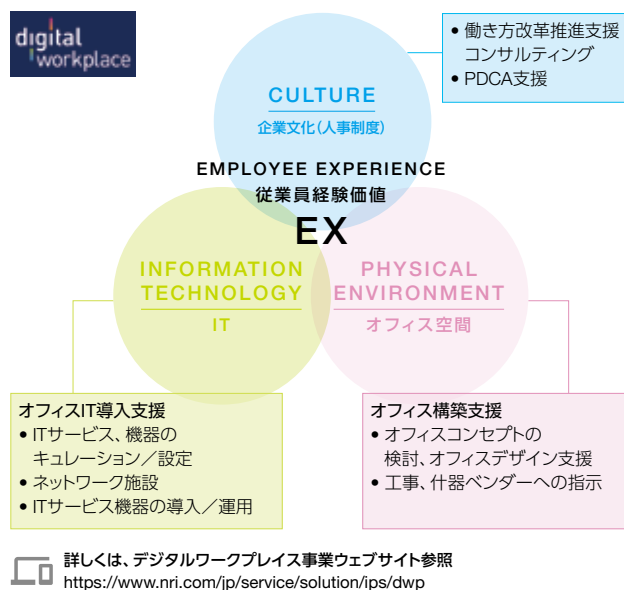 digital
workplace
• 働き方改革推進支援
コンサルティング
• PDCA支援
CULTURE
企業文化(人事制度)
EMPLOYEE EXPERIENCE
従業員経験価値
EX
INFORMATION
TECHNOLOGY
IT
PHYSICAL
ENVIRONMENT
オフィス空間
オフィスIT導入支援
• ITサービス、機器の
キュレーション／設定
• ネットワーク施設
• ITサービス機器の導入／運用
オフィス構築支援
• オフィスコンセプトの
検討、オフィスデザイン支援
• 工事、什器ベンダーへの指示
詳しくは、デジタルワークプレイス事業ウェブサイト参照
https://www.nri.com/jp/service/solution/ips/dwp